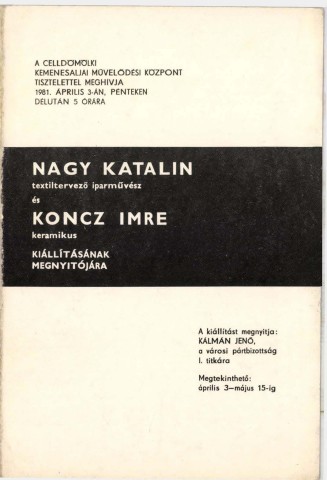 A CELLDÖMÖLKI
KEMENESALJAI MŰVELŐDÉSI KÖZPONT
TISZTELETTEL MEGHÍVJA
1981. ÁPRILIS 3-ÁN, PÉNTEKEN
DÉLUTÁN 5 ÓRÁRA
NAGY KATALIN
textiltervező iparművész
és
KONCZ IMRE
keramikus
KIÁLLÍTÁSÁNAK
MEGNYITÓJÁRA
A kiállítást megnyitja:
KÁLMÁN JENŐ,
a városi pártbizottság
I. titkára
Megtekinthető:
április 3—május 15-ig